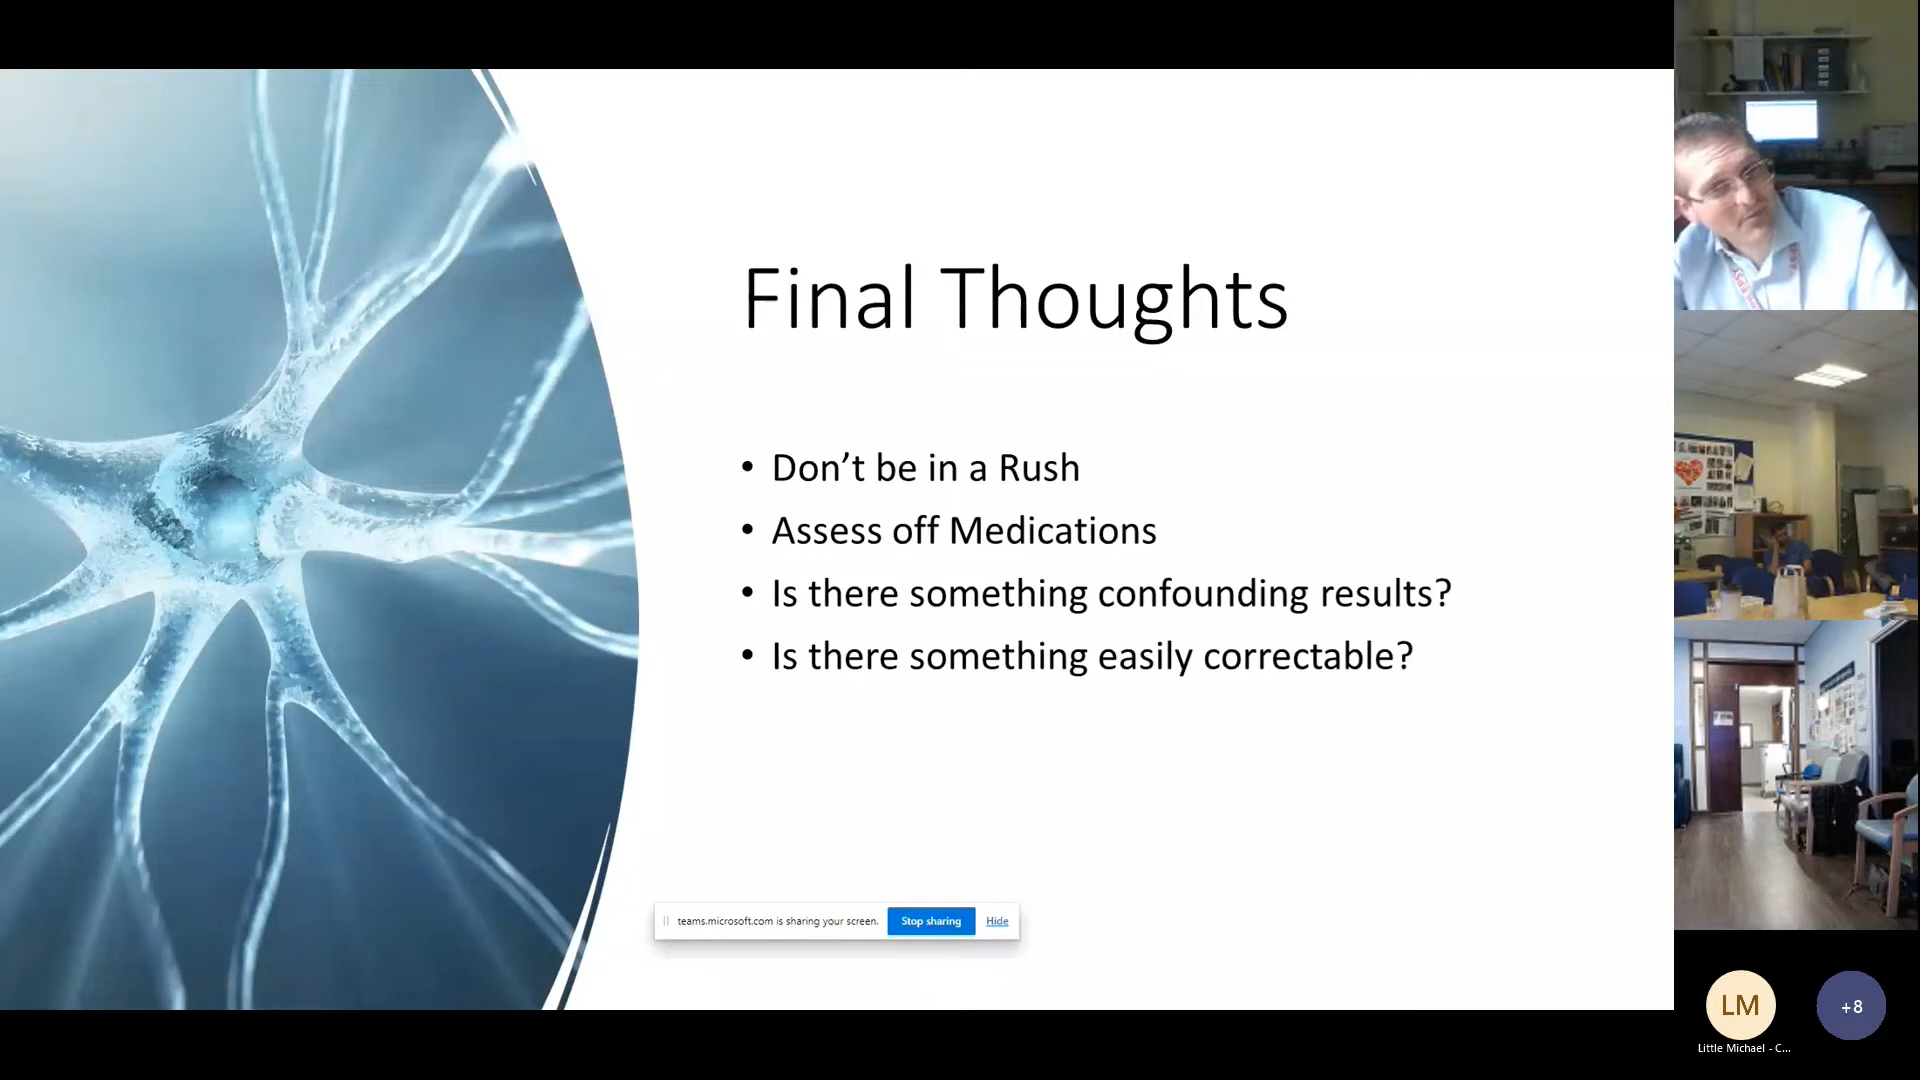 Final Thoughts
• Don’t be in a Rush
• Assess off Medications
• Is there something confounding results?
• Is there something easily correctable?
teams.microsoft.com is sharing your screen.
Stop sharing
Hide
LM
+8
Little Michael - C...